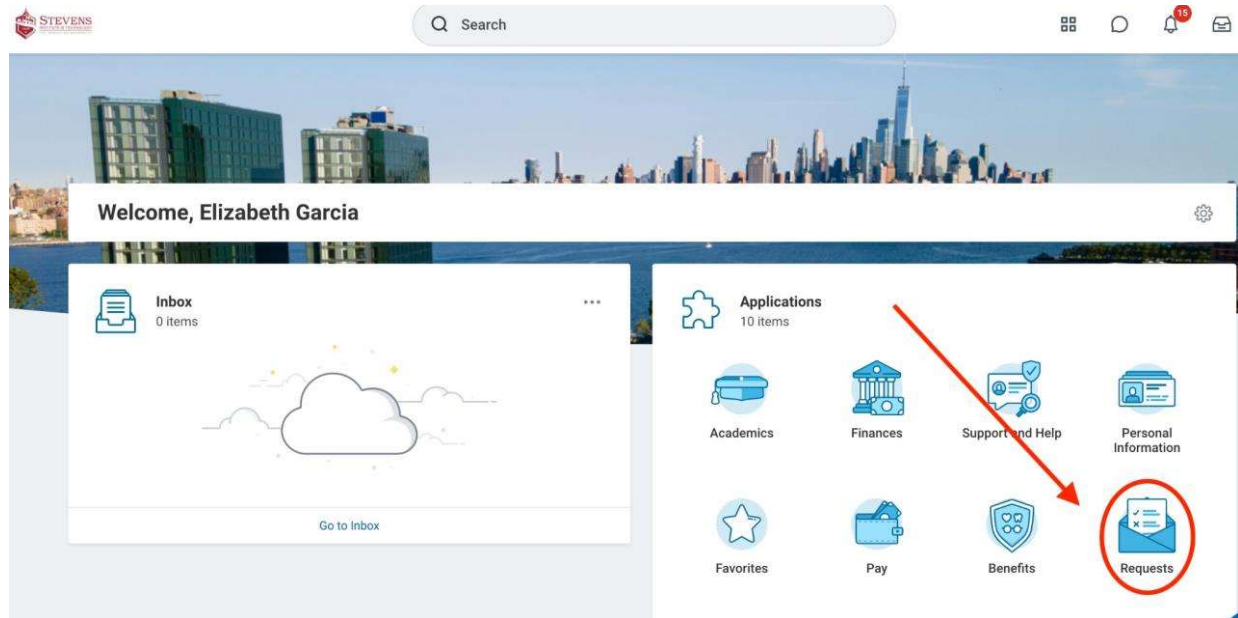 STEVENS
Search
15
Welcome, Elizabeth Garcia
Inbox
0 items
Applications
10 items
Academics
Finances
Support and Help
Personal
Information
Go to Inbox
Favorites
Pay
Benefits
Requests